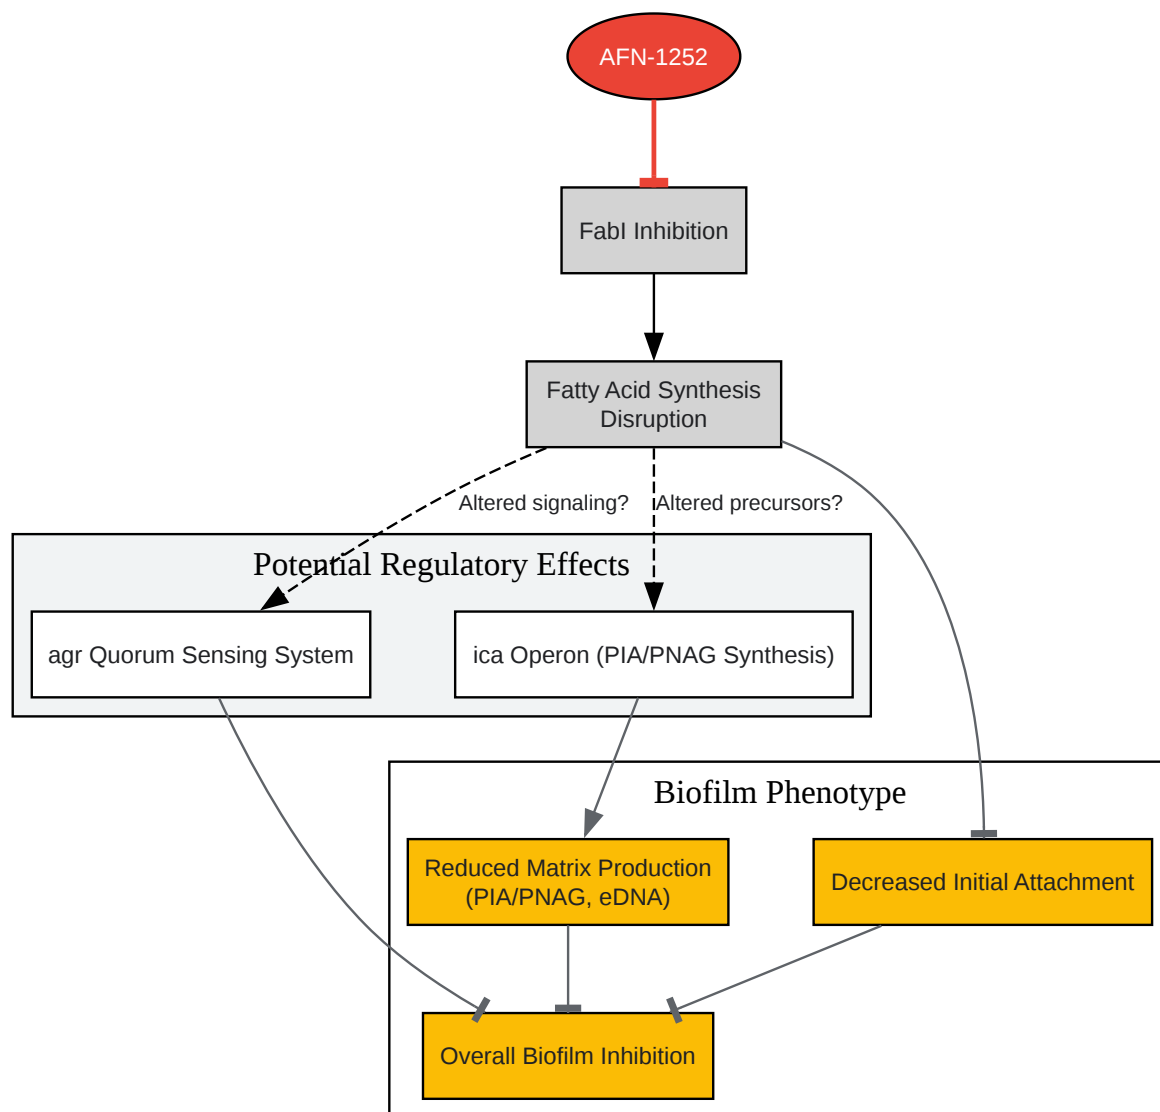 AFN-1252
FabI Inhibition
Fatty Acid Synthesis
Disruption
Altered signaling?
Altered precursors?
Potential Regulatory Effects
agr Quorum Sensing System
ica Operon (PIA/PNAG Synthesis)
Biofilm Phenotype
Reduced Matrix Production
(PIA/PNAG, eDNA)
Decreased Initial Attachment
Overall Biofilm Inhibition